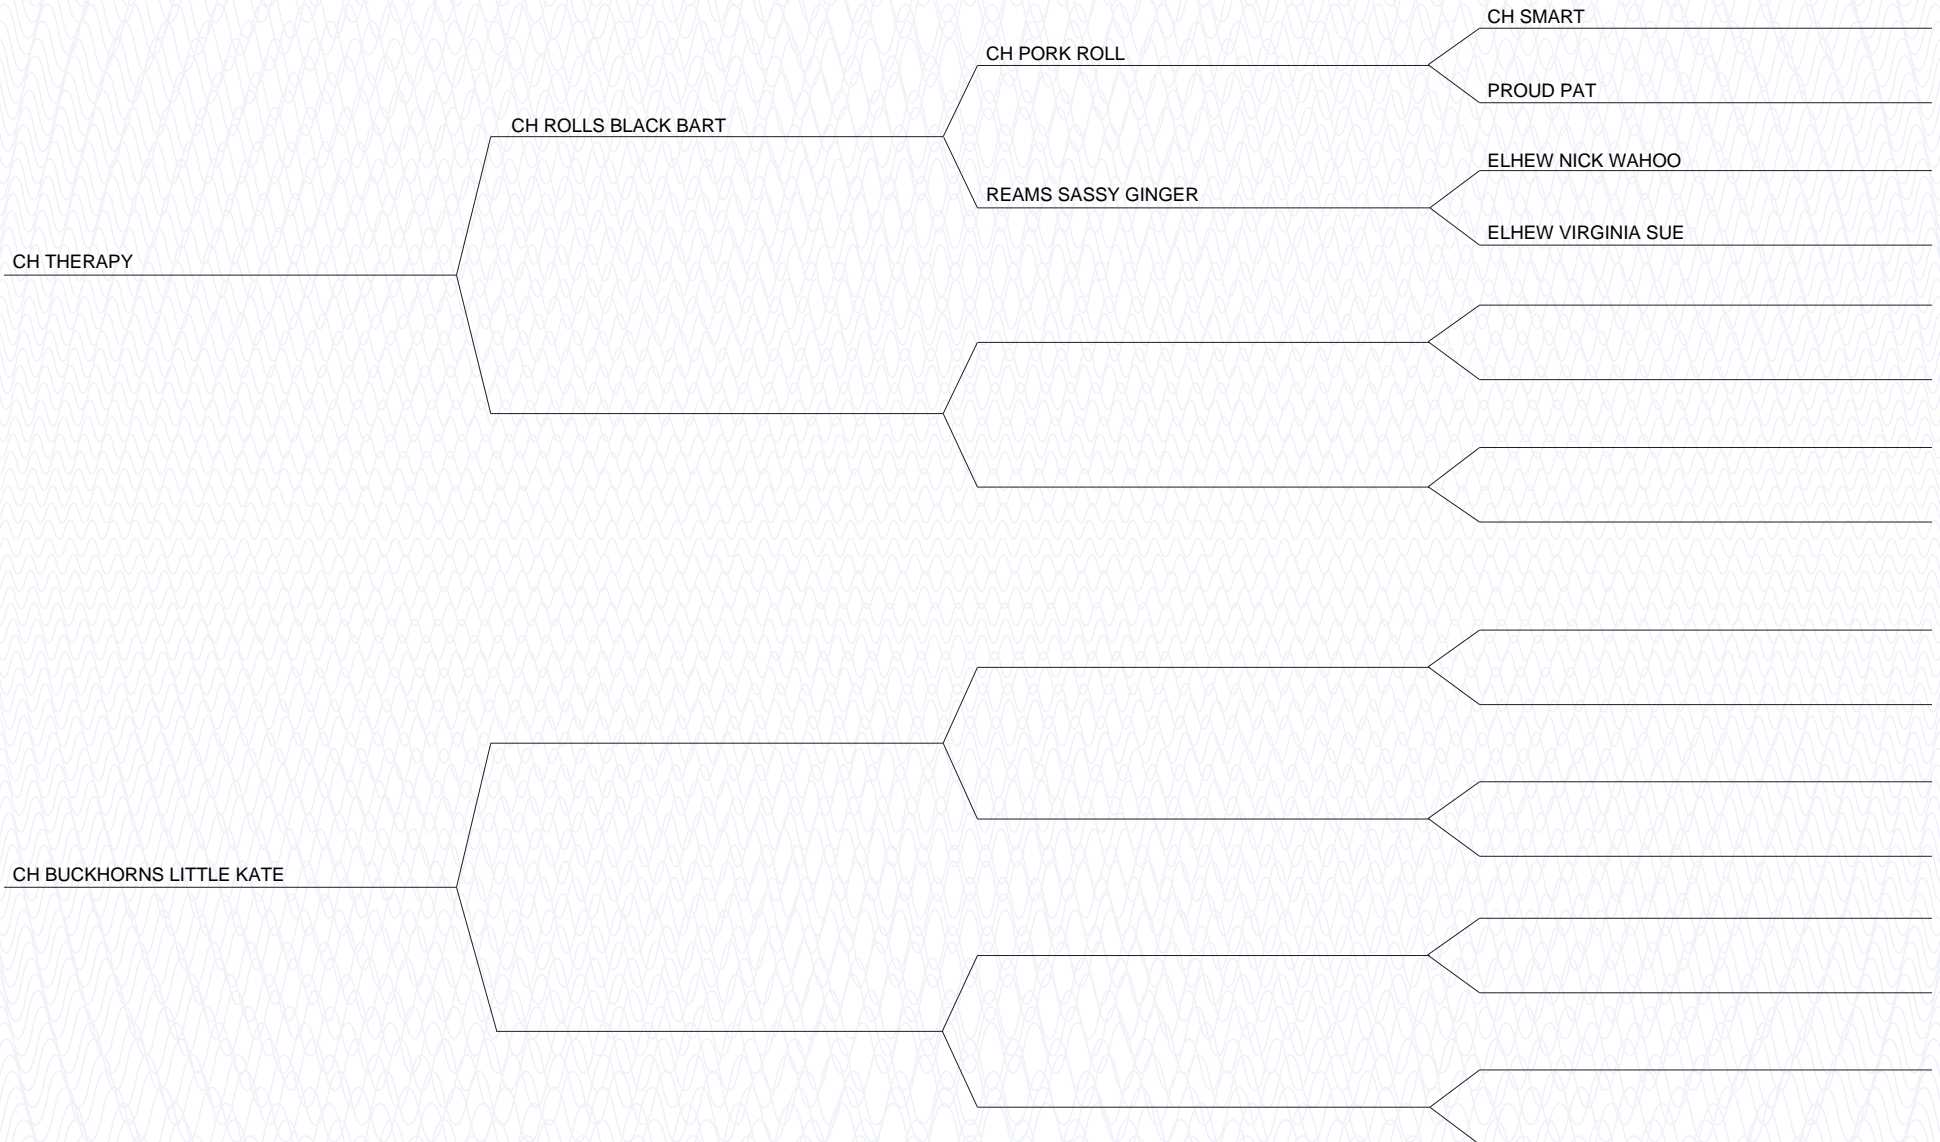 CH SMART
CH PORK ROLL
PROUD PAT
CH ROLLS BLACK BART
ELHEW NICK WAHOO
REAMS SASSY GINGER
ELHEW VIRGINIA SUE
CH THERAPY
CH BUCKHORNS LITTLE KATE